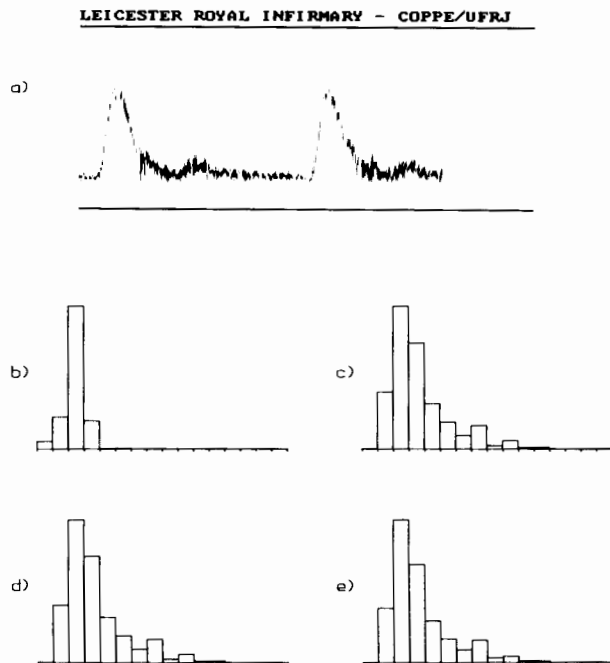 LEICESTER ROYAL INFIRMARY - COPPE/UFRJ
a)
b)
c)
d)
e)